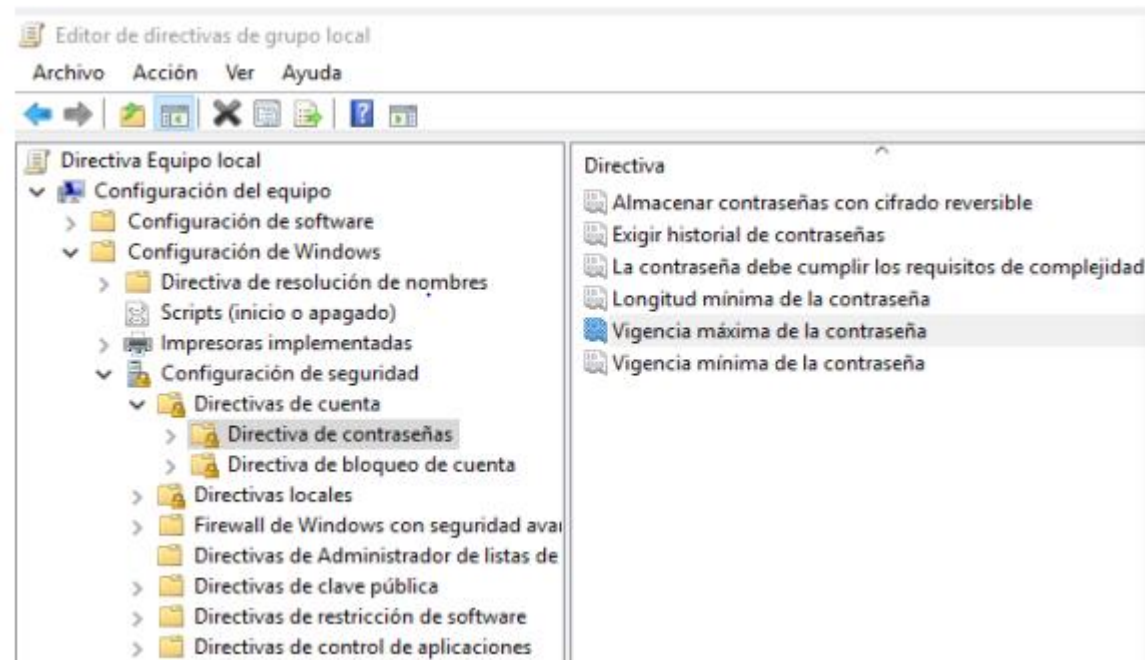 Editor de directivas de grupo local
Archivo Acción Ver Ayuda
Directiva Equipo local
Configuración del equipo
Configuración de software
Configuración de Windows
Directiva de resolución de nombres
Scripts (inicio o apagado)
Impresoras implementadas
Configuración de seguridad
Directivas de cuenta
Directiva de contraseñas
Directiva de bloqueo de cuenta
Directivas locales
Firewall de Windows con seguridad avan
Directivas de Administrador de listas de
Directivas de clave pública
Directivas de restricción de software
Directivas de control de aplicaciones
Directiva
Almacenar contraseñas con cifrado reversible
Exigir historial de contraseñas
La contraseña debe cumplir los requisitos de complejidad
Longitud mínima de la contraseña
Vigencia máxima de la contraseña
Vigencia mínima de la contraseña